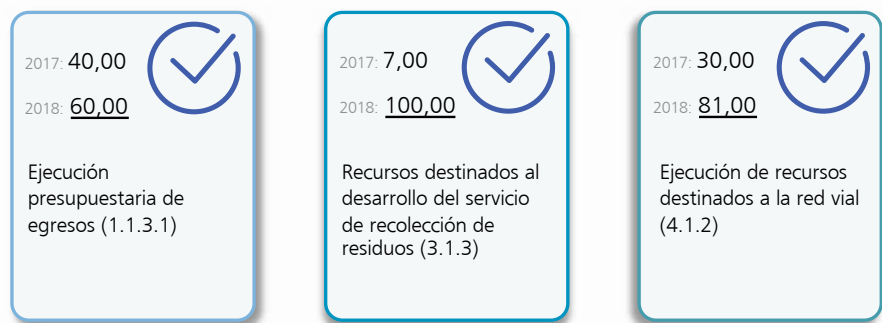 2017: 40,00
2018: 60,00
Ejecución
presupuestaria de
egresos (1.1.3.1)
2017: 7,00
2018: 100,00
Recursos destinados al
desarrollo del servicio
de recolección de
residuos (3.1.3)
2017: 30,00
2018: 81,00
Ejecución de recursos
destinados a la red vial
(4.1.2)